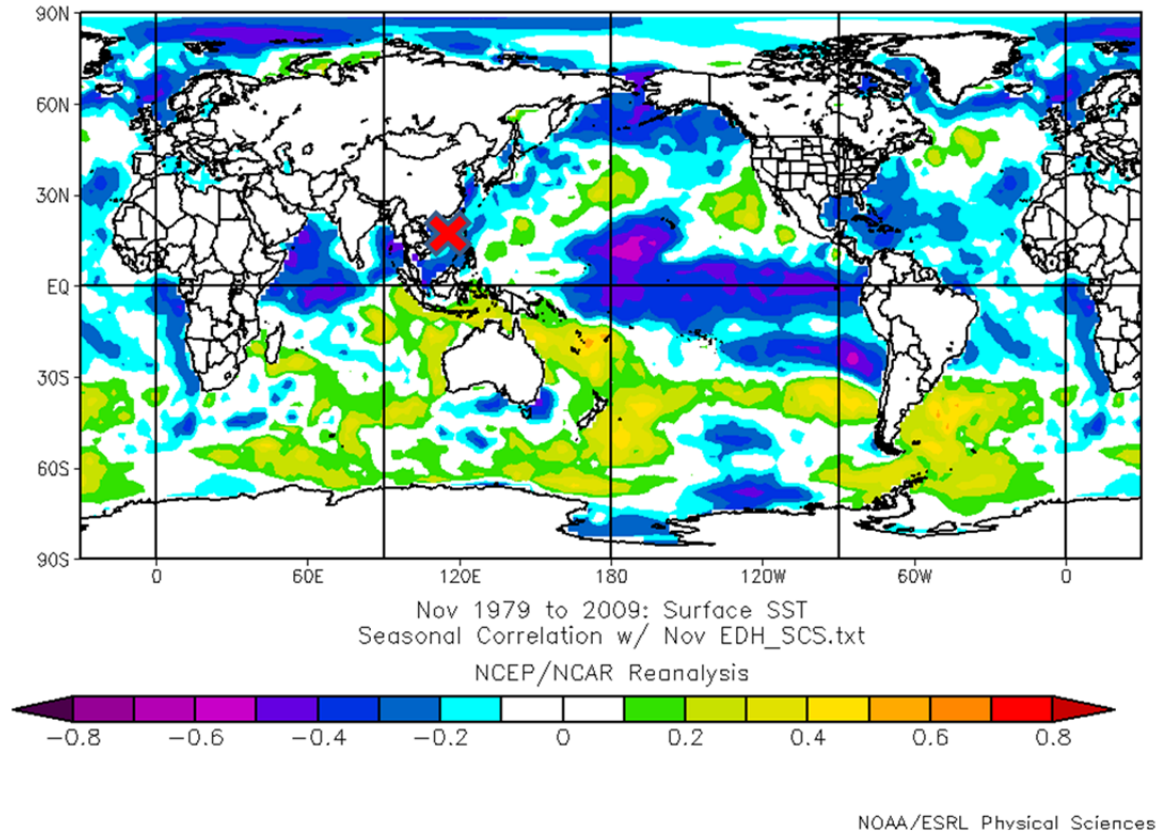 90N
60N
30N
EQ
30S
60S
90S
0 60E 120E 180 120W 60W 0
Nov 1979 to 2009: Surface SST
Seasonal Correlation w/ Nov EDH_SCS.txt
NCEP/NCAR Reanalysis
−0.8 −0.6 −0.4 −0.2 0 0.2 0.4 0.6 0.8
NOAA/ESRL Physical Sciences